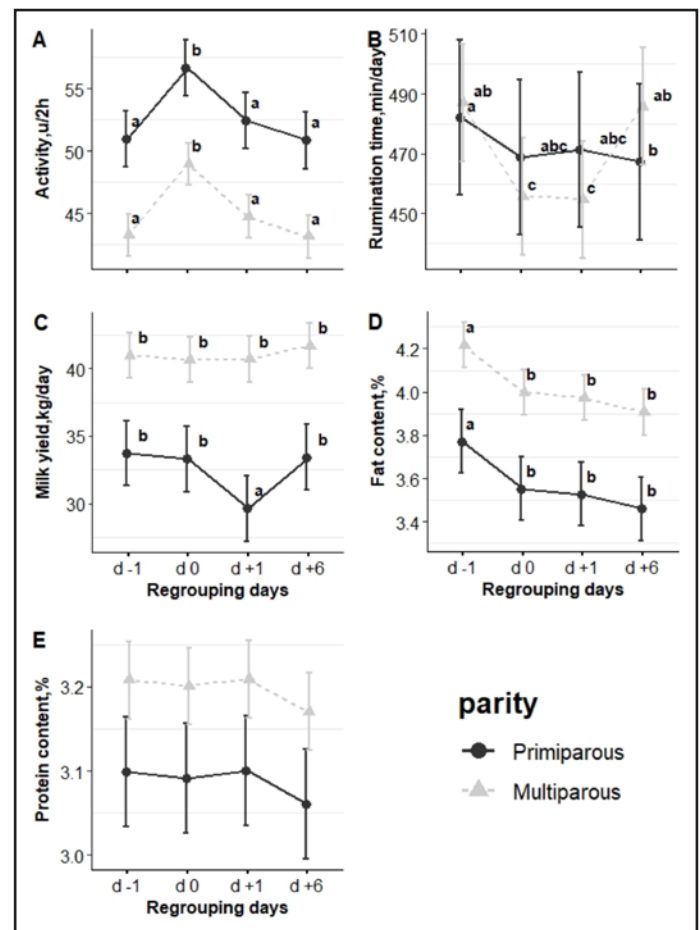 A
Activity,u/2h
55
50
45
a
b
a
a
a
b
a
a
B
Rumination time,min/day
510
490
470
450
ab
a
abc
abc
ab
b
c
c
C
Milk yield,kg/day
40
35
30
b
b
b
b
b
b
a
b
d -1
d 0
d +1
d +6
Regrouping days
D
Fat content,%
4.2
4.0
3.8
3.6
3.4
a
b
b
b
a
b
b
b
d -1
d 0
d +1
d +6
Regrouping days
E
Protein content,%
3.2
3.1
3.0
d -1
d 0
d +1
d +6
Regrouping days
parity
Primiparous
Multiparous